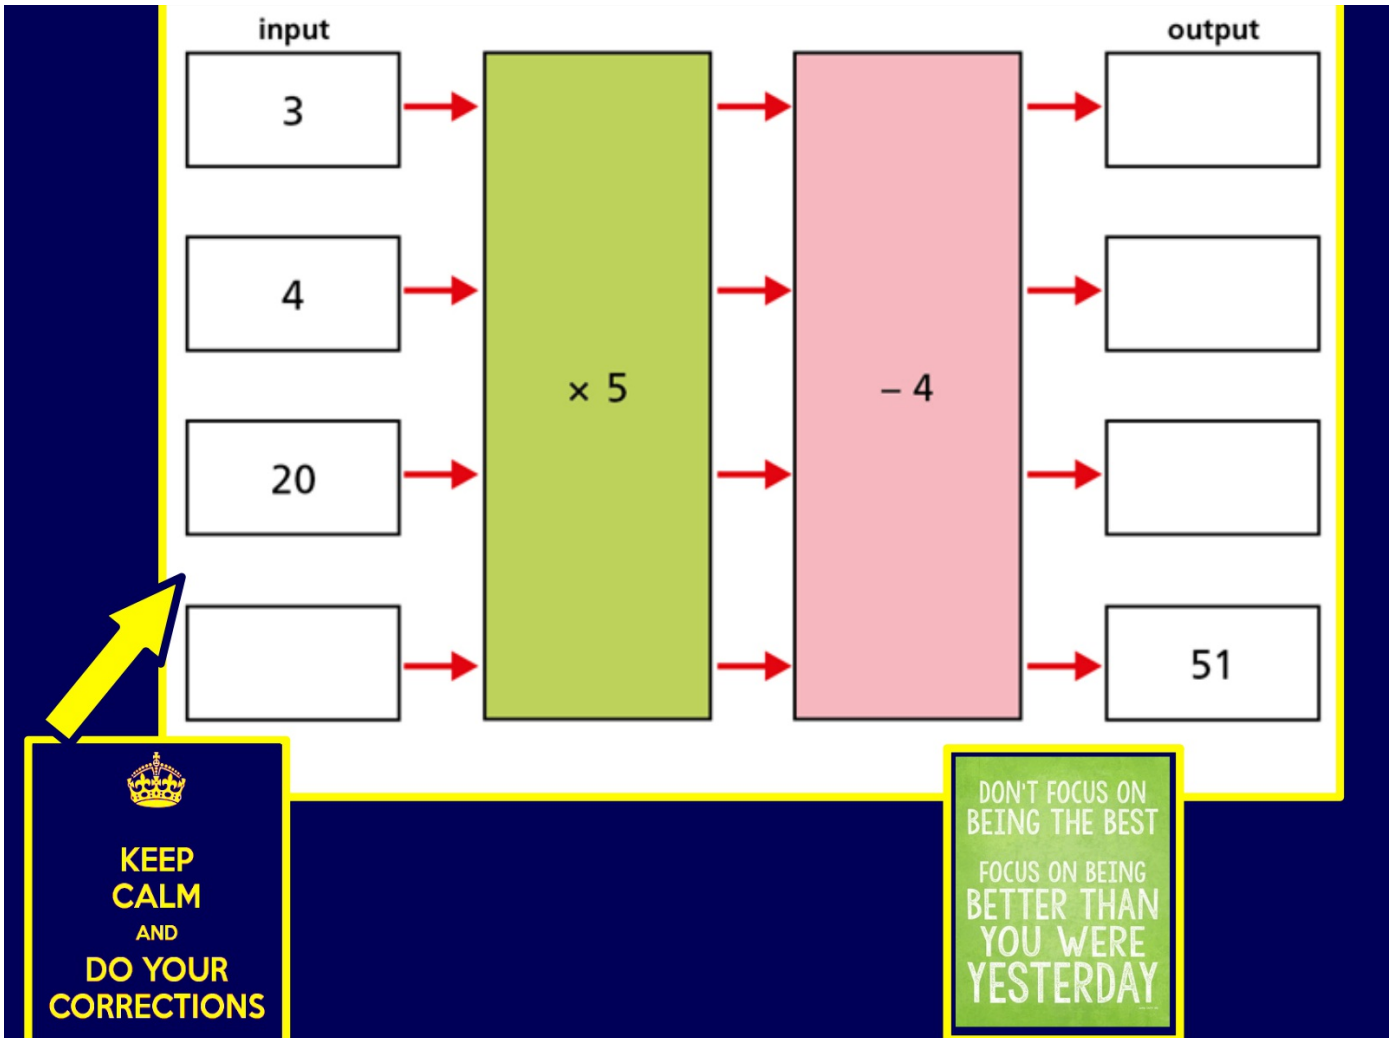 input
output
3
4
× 5
– 4
20
51
KEEP
CALM
AND
DO YOUR
CORRECTIONS
DON'T FOCUS ON
BEING THE BEST
FOCUS ON BEING
BETTER THAN
YOU WERE
YESTERDAY